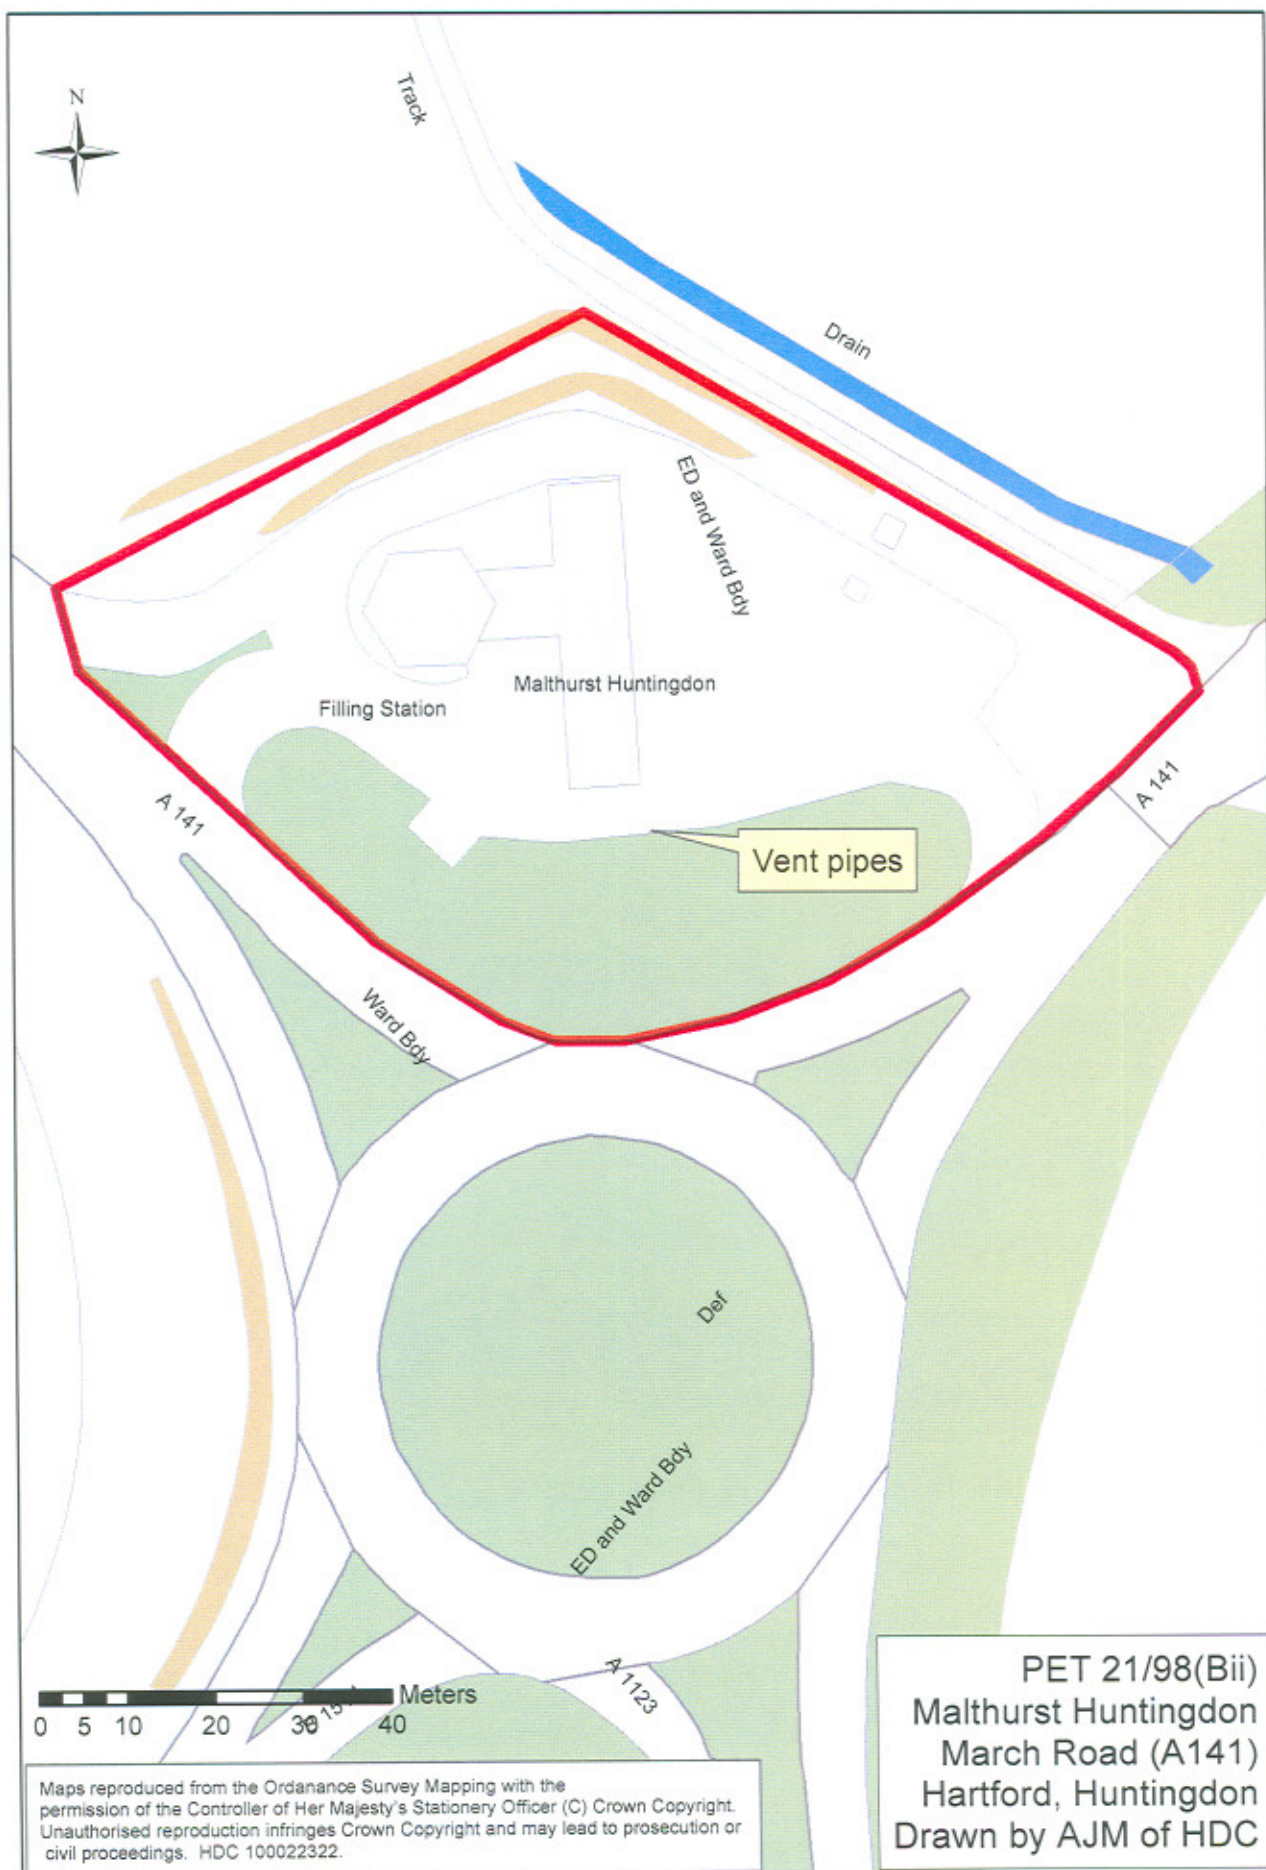 N
Track
Drain
ED and Ward Bdy
Malthurst Huntingdon
Filling Station
A 141
A 141
Vent pipes
Ward Bdy
Def
ED and Ward Bdy
A 1123
Meters
0 5 10 20 30 40
PET 21/98(Bii)
Malthurst Huntingdon
March Road (A141)
Hartford, Huntingdon
Drawn by AJM of HDC
Maps reproduced from the Ordanance Survey Mapping with the
permission of the Controller of Her Majesty's Stationery Officer (C) Crown Copyright.
Unauthorised reproduction infringes Crown Copyright and may lead to prosecution or
civil proceedings. HDC 100022322.